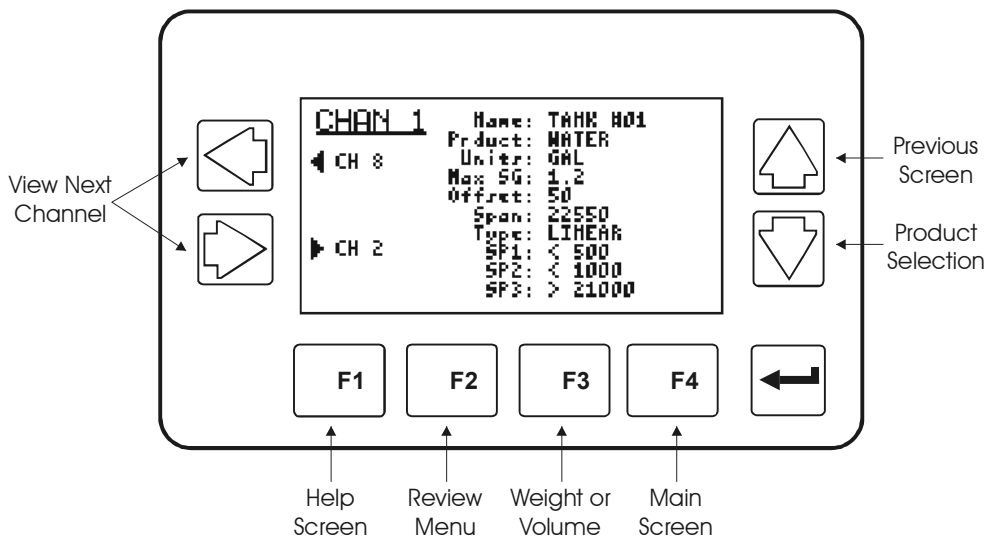 CHAN 1
CH 8
CH 2
Name: TANK #01
Prduct: WATER
Units: GAL
Max SG: 1.2
Offset: 50
Span: 22550
Type: LINEAR
SP1: < 500
SP2: < 1000
SP3: > 21000
View Next
Channel
Previous
Screen
Product
Selection
F1
F2
F3
F4
Help
Screen
Review
Menu
Weight or
Volume
Main
Screen